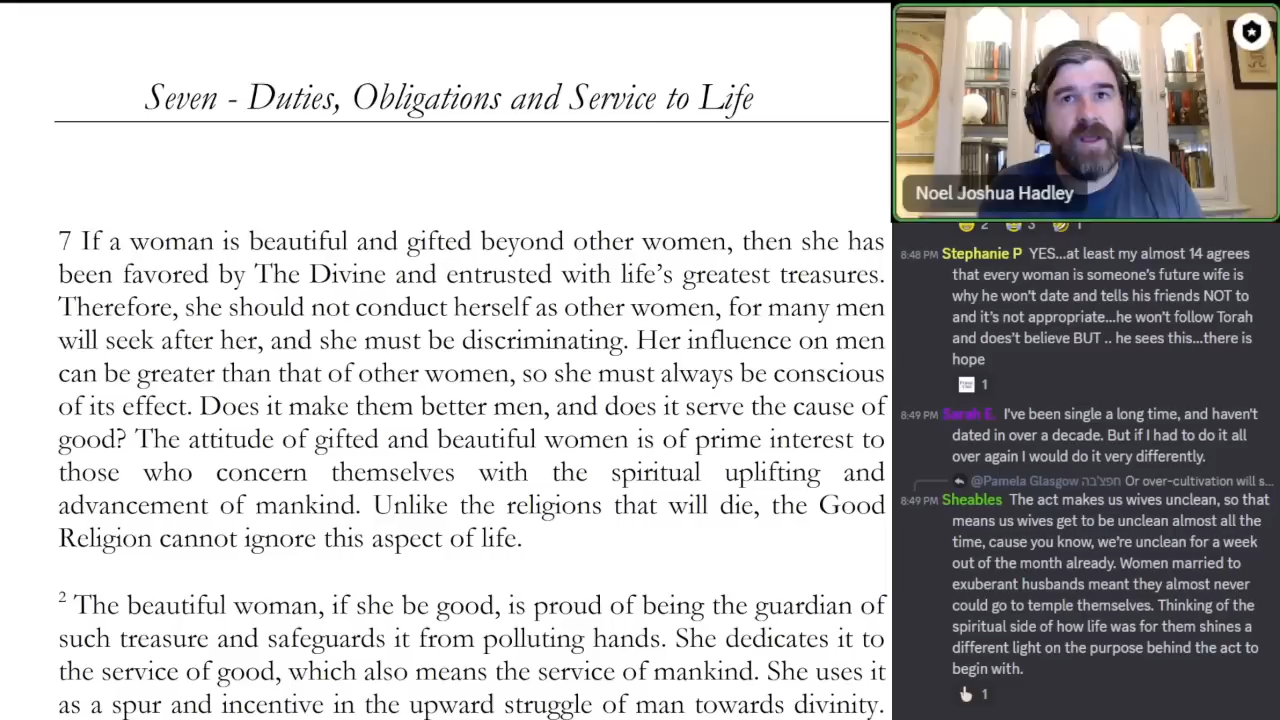 Seven - Duties, Obligations and Service to Life
7 If a woman is beautiful and gifted beyond other women, then she has
been favored by The Divine and entrusted with life’s greatest treasures.
Therefore, she should not conduct herself as other women, for many men
will seek after her, and she must be discriminating. Her influence on men
can be greater than that of other women, so she must always be conscious
of its effect. Does it make them better men, and does it serve the cause of
good? The attitude of gifted and beautiful women is of prime interest to
those who concern themselves with the spiritual uplifting and
advancement of mankind. Unlike the religions that will die, the Good
Religion cannot ignore this aspect of life.
2 The beautiful woman, if she be good, is proud of being the guardian of
such treasure and safeguards it from polluting hands. She dedicates it to
the service of good, which also means the service of mankind. She uses it
as a spur and incentive in the upward struggle of man towards divinity.
Noel Joshua Hadley
2 3 1
8:48 PM Stephanie P YES...at least my almost 14 agrees
that every woman is someone's future wife is
why he won't date and tells his friends NOT to
and it's not appropriate...he won't follow Torah
and does't believe BUT .. he sees this...there is
hope
1
8:49 PM Sarah E. I've been single a long time, and haven't
dated in over a decade. But if I had to do it all
over again I would do it very differently.
@Pamela Glasgow חפצ'בה Or over-cultivation will s...
8:49 PM Sheables The act makes us wives unclean, so that
means us wives get to be unclean almost all the
time, cause you know, we're unclean for a week
out of the month already. Women married to
exuberant husbands meant they almost never
could go to temple themselves. Thinking of the
spiritual side of how life was for them shines a
different light on the purpose behind the act to
begin with.
1